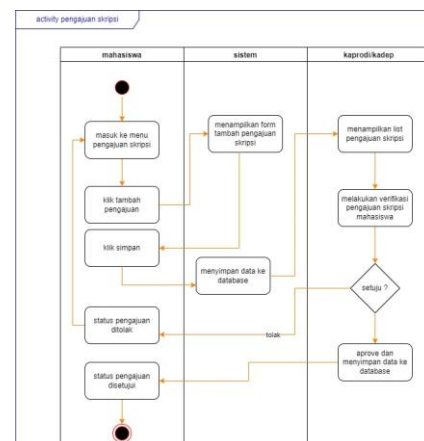 activity pengajuan skripsi
mahasiswa
sistem
kaprodi/kadep
masuk ke menu
pengajuan skripsi
menampilkan form
tambah pengajuan
skripsi
menampilkan list
pengajuan skripsi
klik tambah
pengajuan
melakukan verifikasi
pengajuan skripsi
mahasiswa
klik simpan
menyimpan data ke
database
setuju ?
status pengajuan
ditolak
tolak
aprove dan
menyimpan data ke
database
status pengajuan
disetujui